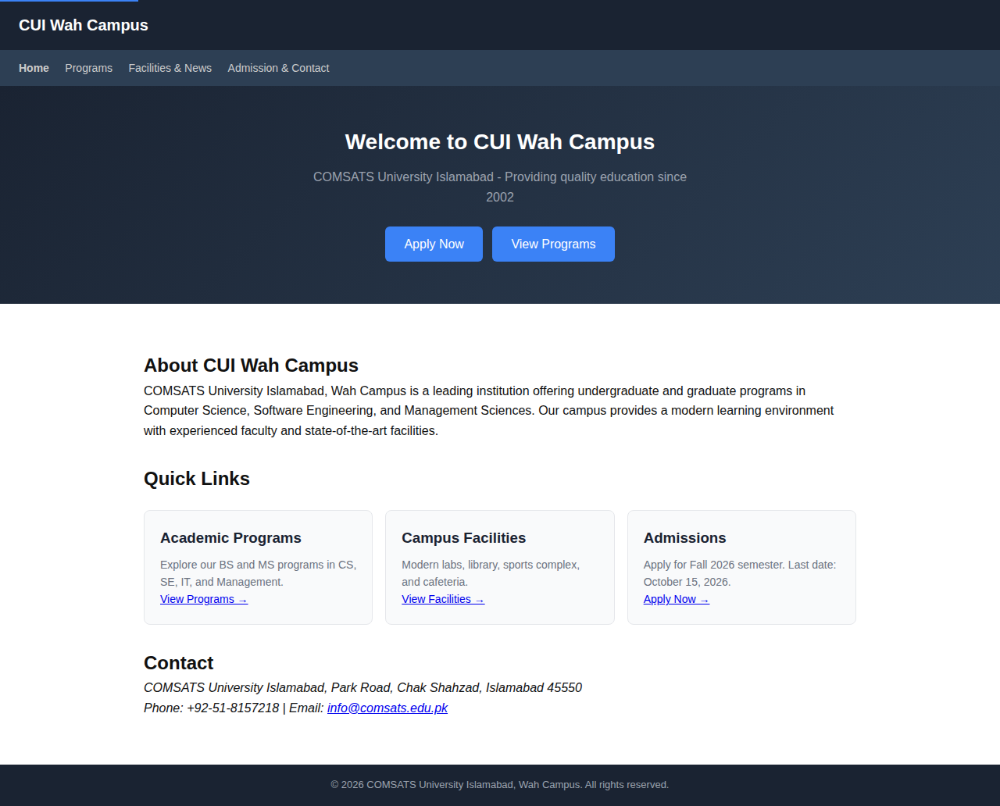 CUI Wah Campus
Home Programs Facilities & News Admission & Contact
Welcome to CUI Wah Campus
COMSATS University Islamabad - Providing quality education since
2002
Apply Now View Programs
About CUI Wah Campus
COMSATS University Islamabad, Wah Campus is a leading institution offering undergraduate and graduate programs in
Computer Science, Software Engineering, and Management Sciences. Our campus provides a modern learning environment
with experienced faculty and state-of-the-art facilities.
Quick Links
Academic Programs
Explore our BS and MS programs in CS,
SE, IT, and Management.
View Programs →
Campus Facilities
Modern labs, library, sports complex,
and cafeteria.
View Facilities →
Admissions
Apply for Fall 2026 semester. Last date:
October 15, 2026.
Apply Now →
Contact
COMSATS University Islamabad, Park Road, Chak Shahzad, Islamabad 45550
Phone: +92-51-8157218 | Email: info@comsats.edu.pk
© 2026 COMSATS University Islamabad, Wah Campus. All rights reserved.